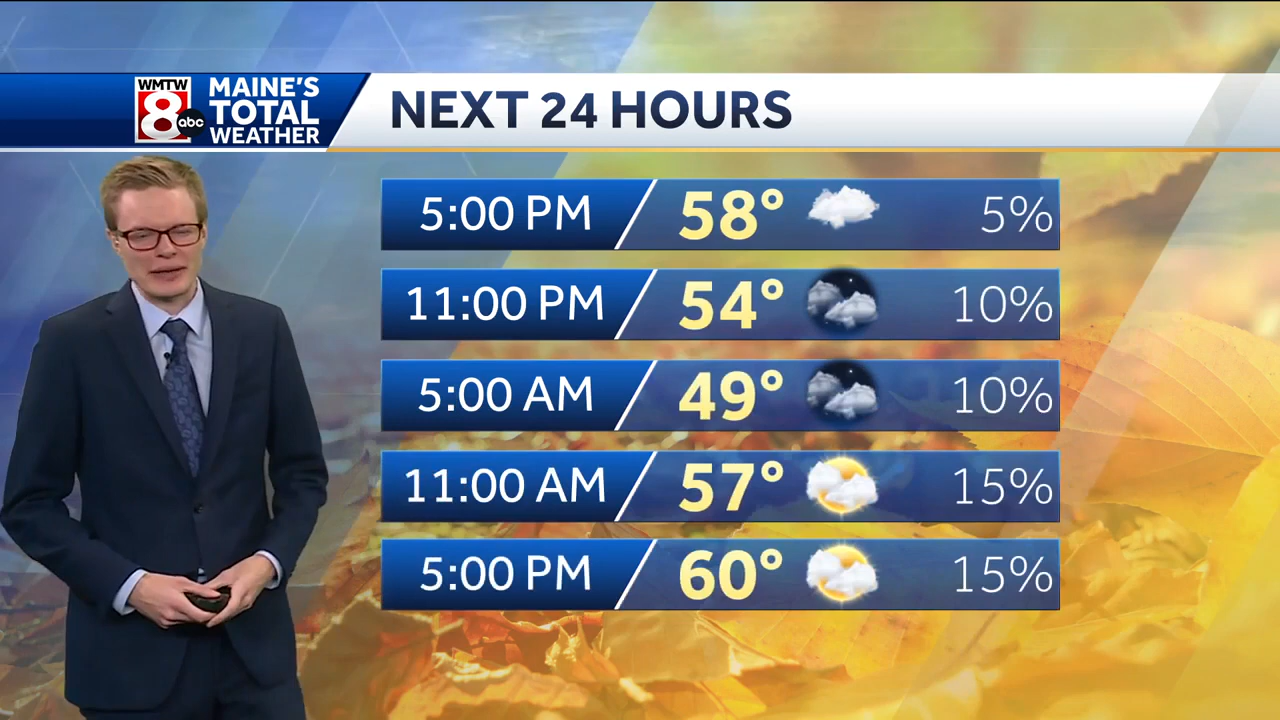 WMTW
8
abc
MAINE'S
TOTAL
WEATHER
NEXT 24 HOURS
5:00 PM 58° 5%
11:00 PM 54° 10%
5:00 AM 49° 10%
11:00 AM 57° 15%
5:00 PM 60° 15%